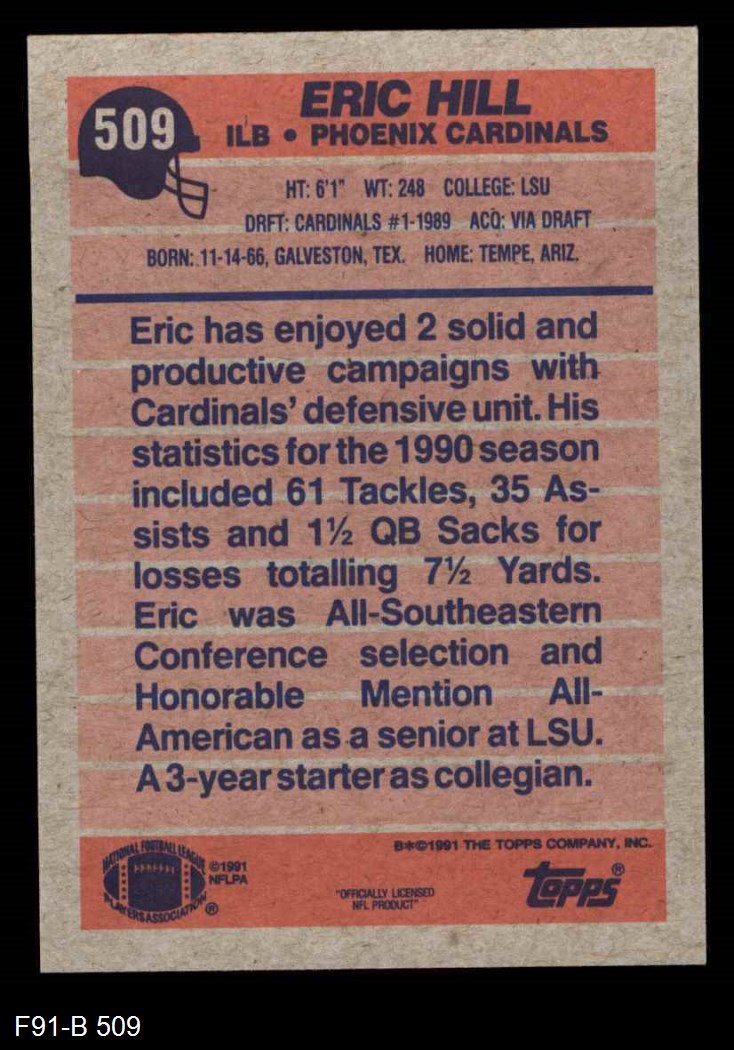 509
ERIC HILL
ILB • PHOENIX CARDINALS
HT: 6'1" WT: 248 COLLEGE: LSU
DRFT: CARDINALS #1-1989 ACQ: VIA DRAFT
BORN: 11-14-66, GALVESTON, TEX. HOME: TEMPE, ARIZ.
Eric has enjoyed 2 solid and
productive campaigns with
Cardinals' defensive unit. His
statistics for the 1990 season
included 61 Tackles, 35 As-
sists and 1½ QB Sacks for
losses totalling 7½ Yards.
Eric was All-Southeastern
Conference selection and
Honorable Mention All-
American as a senior at LSU.
A 3-year starter as collegian.
B*©1991 THE TOPPS COMPANY, INC.
NATIONAL FOOTBALL LEAGUE
PLAYERS ASSOCIATION ®
©1991
NFLPA
"OFFICIALLY LICENSED
NFL PRODUCT"
topps®
F91-B 509